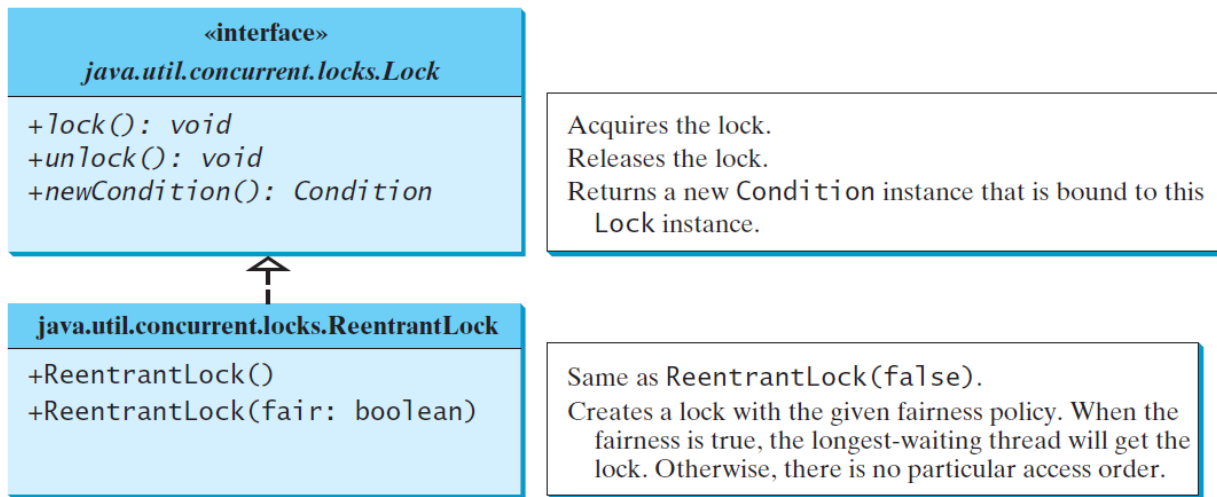 «interface»
java.util.concurrent.locks.Lock
+lock(): void
+unlock(): void
+newCondition(): Condition
Acquires the lock.
Releases the lock.
Returns a new Condition instance that is bound to this
Lock instance.
java.util.concurrent.locks.ReentrantLock
+ReentrantLock()
+ReentrantLock(fair: boolean)
Same as ReentrantLock(false).
Creates a lock with the given fairness policy. When the
fairness is true, the longest-waiting thread will get the
lock. Otherwise, there is no particular access order.